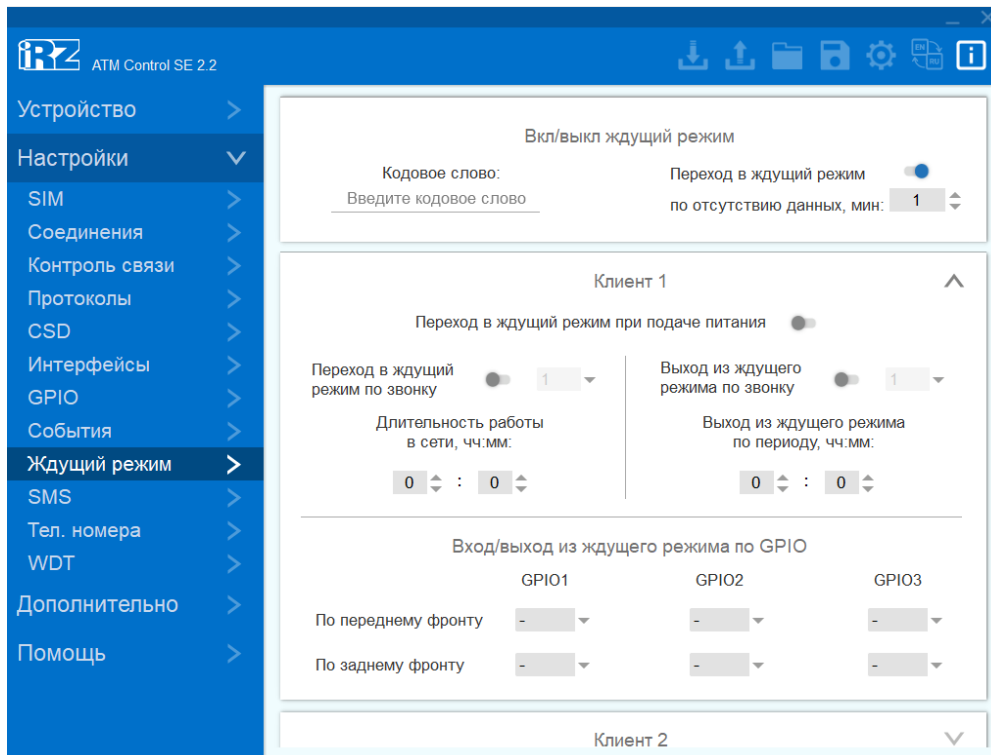 iRZ ATM Control SE 2.2
EN
RU
i
Устройство
Настройки
SIM
Соединения
Контроль связи
Протоколы
CSD
Интерфейсы
GPIO
События
Ждущий режим
SMS
Тел. номера
WDT
Дополнительно
Помощь
Вкл/выкл ждущий режим
Кодовое слово:
Введите кодовое слово
Переход в ждущий режим
по отсутствию данных, мин: 1
Клиент 1
Переход в ждущий режим при подаче питания
Переход в ждущий
режим по звонку 1
Длительность работы
в сети, чч:мм:
0 : 0
Выход из ждущего
режима по звонку 1
Выход из ждущего режима
по периоду, чч:мм:
0 : 0
Вход/выход из ждущего режима по GPIO
GPIO1 GPIO2 GPIO3
По переднему фронту - - -
По заднему фронту - - -
Клиент 2